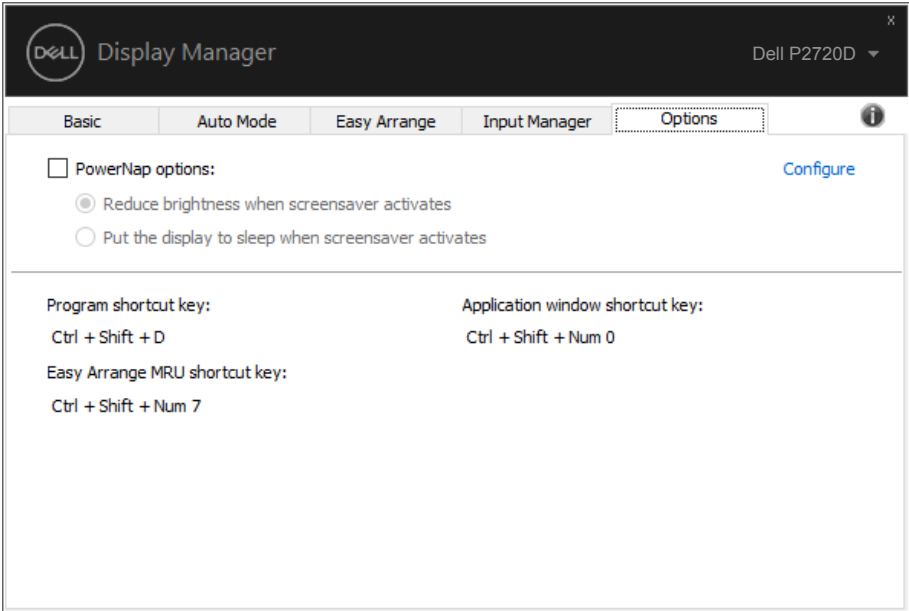 x
DELL Display Manager
Dell P2720D
Basic Auto Mode Easy Arrange Input Manager Options i
PowerNap options: Configure
Reduce brightness when screensaver activates
Put the display to sleep when screensaver activates
Program shortcut key: Application window shortcut key:
Ctrl + Shift + D Ctrl + Shift + Num 0
Easy Arrange MRU shortcut key:
Ctrl + Shift + Num 7